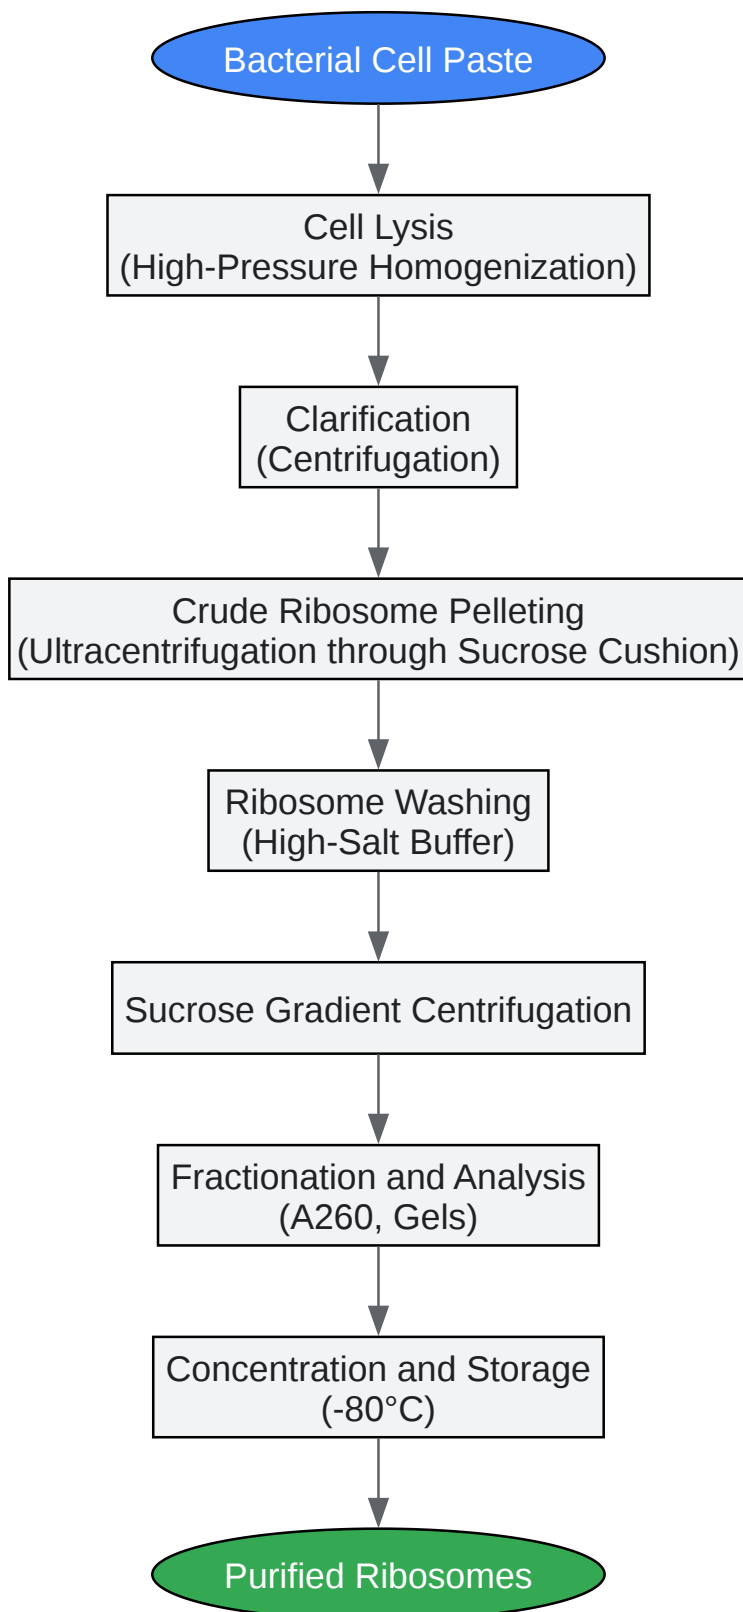 Bacterial Cell Paste
Cell Lysis
(High-Pressure Homogenization)
Clarification
(Centrifugation)
Crude Ribosome Pelleting
(Ultracentrifugation through Sucrose Cushion)
Ribosome Washing
(High-Salt Buffer)
Sucrose Gradient Centrifugation
Fractionation and Analysis
(A260, Gels)
Concentration and Storage
(-80°C)
Purified Ribosomes